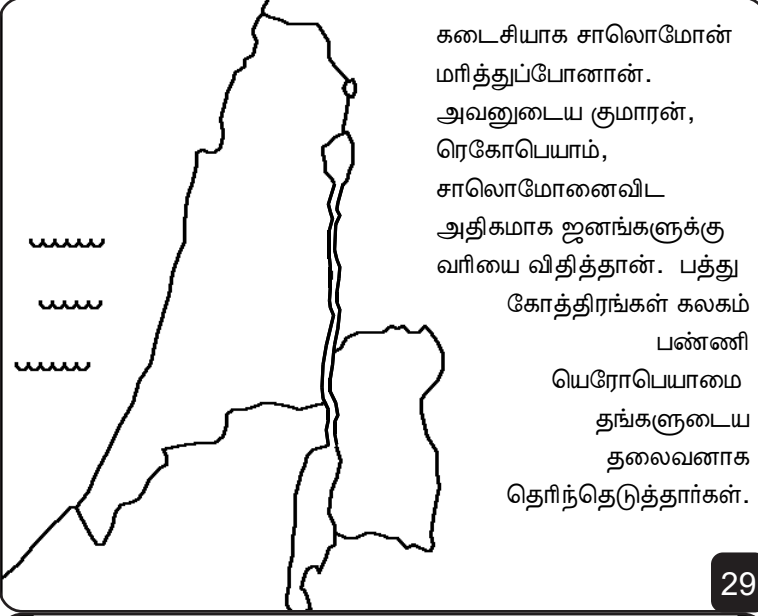 கடைசியாக சாலொமோன்
மரித்துப்போனான்.
அவனுடைய குமாரன்,
ரெகோபெயாம்,
சாலொமோனைவிட
அதிகமாக ஜனங்களுக்கு
வரியை விதித்தான். பத்து
கோத்திரங்கள் கலகம்
பண்ணி
யெரோபெயாமை
தங்களுடைய
தலைவனாக
தெரிந்தெடுத்தார்கள்.
29